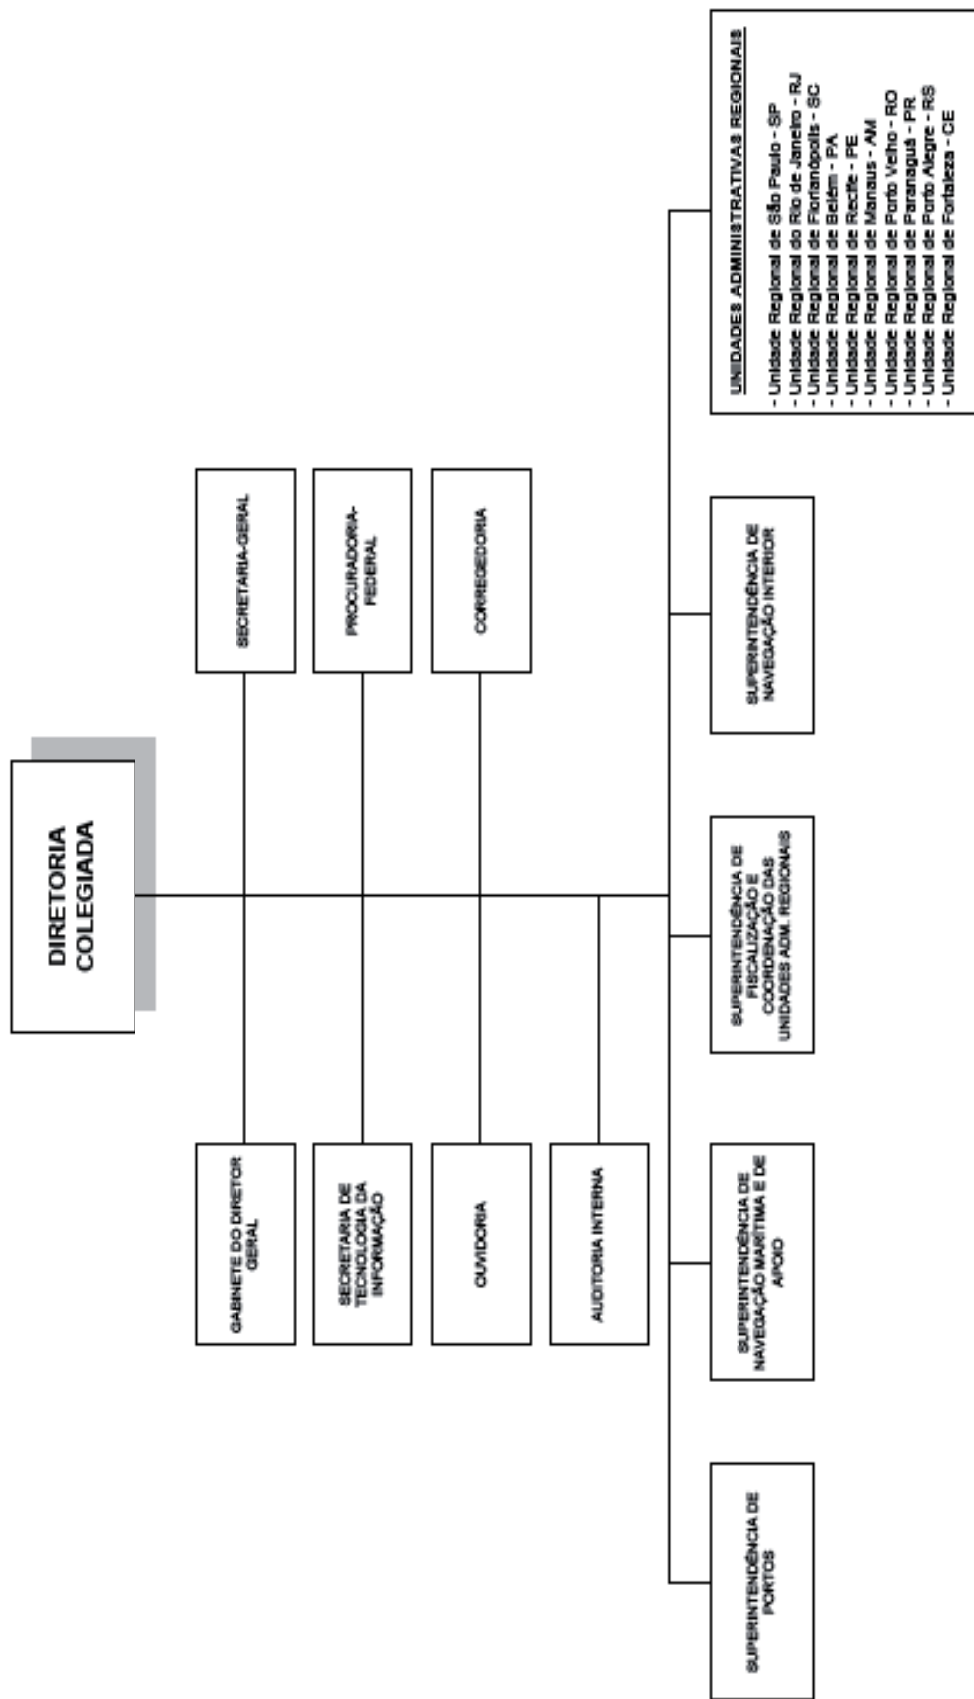 DIRETORIA
COLEGIADA
GABINETE DO DIRETOR
GERAL
SECRETARIA-GERAL
SECRETARIA DE
TECNOLOGIA DA
INFORMAÇÃO
PROCURADORIA-
FEDERAL
OUVIDORIA
CORREGEDORIA
AUDITORIA INTERNA
SUPERINTENDÊNCIA DE
PORTOS
SUPERINTENDÊNCIA DE
NAVEGAÇÃO MARÍTIMA E DE
APOIO
SUPERINTENDÊNCIA DE
FISCALIZAÇÃO E
COORDENAÇÃO DAS
UNIDADES ADM. REGIONAIS
SUPERINTENDÊNCIA DE
NAVEGAÇÃO INTERIOR
UNIDADES ADMINISTRATIVAS REGIONAIS
- Unidade Regional de São Paulo - SP
- Unidade Regional do Rio de Janeiro - RJ
- Unidade Regional de Florianópolis - SC
- Unidade Regional de Belém - PA
- Unidade Regional de Recife - PE
- Unidade Regional de Manaus - AM
- Unidade Regional de Porto Velho - RO
- Unidade Regional de Paranaguá - PR
- Unidade Regional de Porto Alegre - RS
- Unidade Regional de Fortaleza - CE